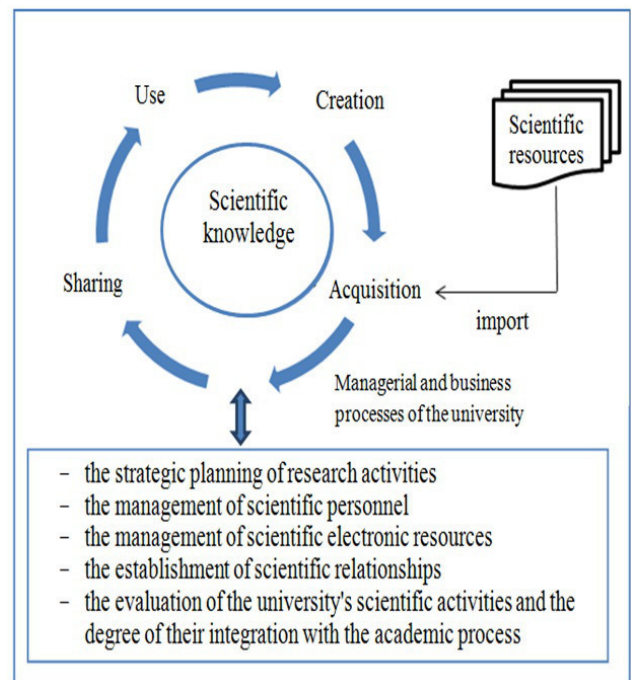 Use
Creation
Scientific
resources
Scientific
knowledge
Sharing
Acquisition
import
Managerial and business
processes of the university
– the strategic planning of research activities
– the management of scientific personnel
– the management of scientific electronic resources
– the establishment of scientific relationships
– the evaluation of the university's scientific activities and the
degree of their integration with the academic process